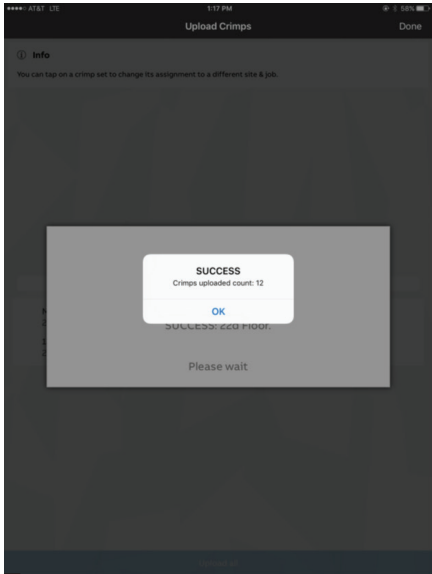 AT&T LTE
1:17 PM
58%
Upload Crimps
Done
Info
You can tap on a crimp set to change its assignment to a different site & job.
SUCCESS
Crimps uploaded count: 12
OK
SUCCESS: 22d Floor.
Please wait